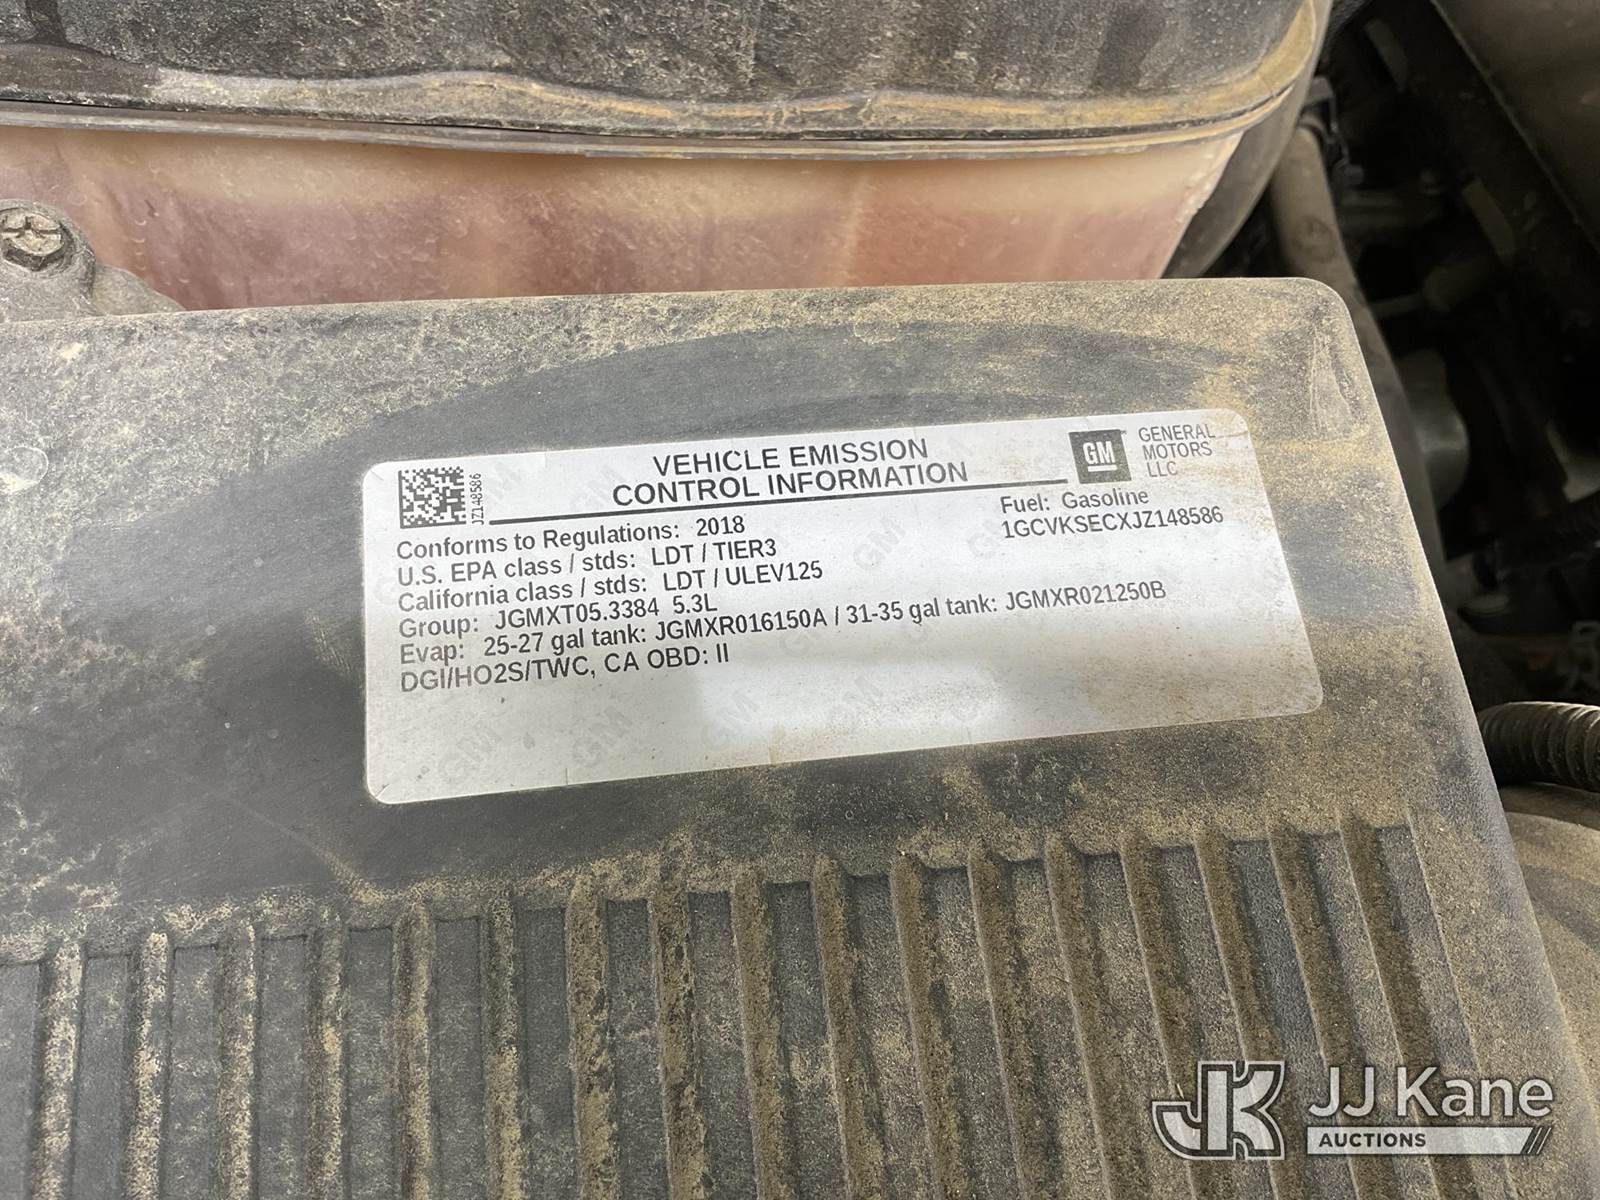 JZ148586
VEHICLE EMISSION
CONTROL INFORMATION
GM
GENERAL
MOTORS
LLC
Conforms to Regulations: 2018
Fuel: Gasoline
U.S. EPA class / stds: LDT / TIER3
1GCVKSECXJZ148586
California class / stds: LDT / ULEV125
Group: JGMXT05.3384 5.3L
Evap: 25-27 gal tank: JGMXR016150A / 31-35 gal tank: JGMXR021250B
DGI/HO2S/TWC, CA OBD: II
JK JJ Kane
AUCTIONS